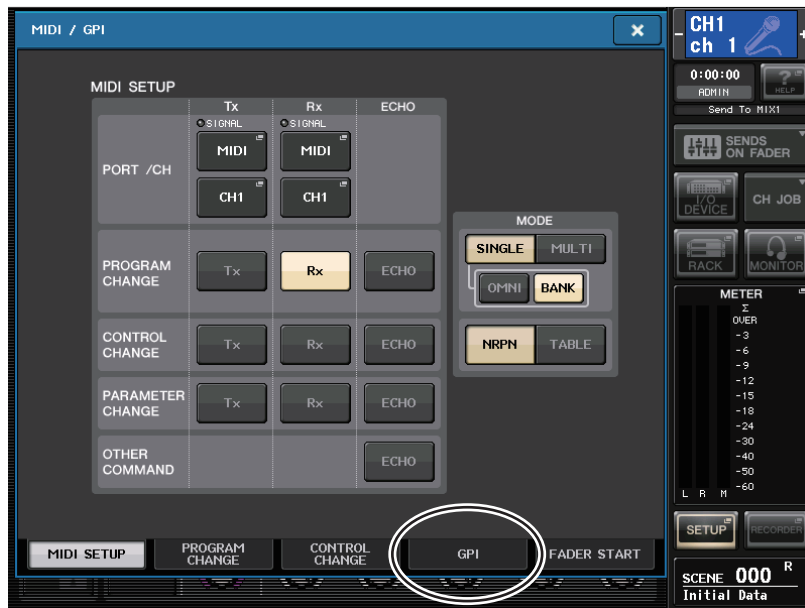 MIDI / GPI
×
MIDI SETUP
Tx Rx ECHO
SIGNAL SIGNAL
PORT /CH
MIDI MIDI
CH1 CH1
PROGRAM
CHANGE
Tx Rx ECHO
CONTROL
CHANGE
Tx Rx ECHO
PARAMETER
CHANGE
Tx Rx ECHO
OTHER
COMMAND
ECHO
MODE
SINGLE MULTI
OMNI BANK
NRPN TABLE
MIDI SETUP
PROGRAM
CHANGE
CONTROL
CHANGE
GPI
FADER START
CH1
- +
ch 1
0:00:00
ADMIN
?
HELP
Send To MIX1
SENDS
ON FADER
I/O
DEVICE
CH JOB
RACK
MONITOR
METER
Σ
OVER
-3
-6
-9
-12
-15
-18
-24
-30
-40
-50
-60
L R M
SETUP
RECORDER
SCENE 000 R
Initial Data